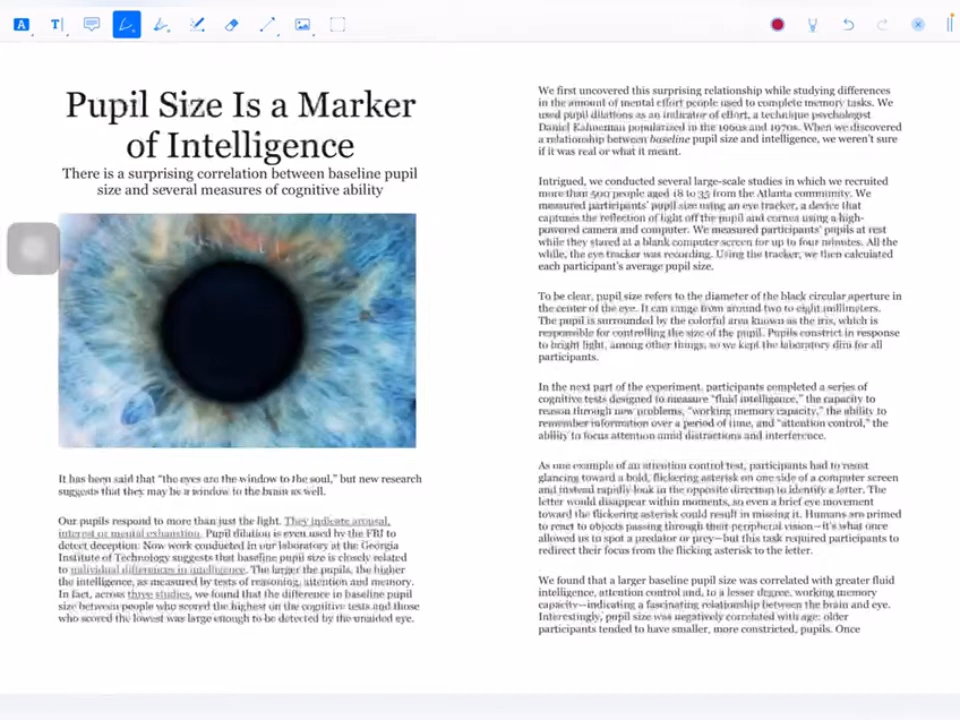 A
T
Pupil Size Is a Marker
of Intelligence
There is a surprising correlation between baseline pupil
size and several measures of cognitive ability
It has been said that “the eyes are the window to the soul,” but new research
suggests that they may be a window to the brain as well.
Our pupils respond to more than just the light. They indicate arousal,
interest or mental exhaustion. Pupil dilation is even used by the FBI to
detect deception. Now work conducted in our laboratory at the Georgia
Institute of Technology suggests that baseline pupil size is closely related
to individual differences in intelligence. The larger the pupils, the higher
the intelligence, as measured by tests of reasoning, attention and memory.
In fact, across three studies, we found that the difference in baseline pupil
size between people who scored the highest on the cognitive tests and those
who scored the lowest was large enough to be detected by the unaided eye.
We first uncovered this surprising relationship while studying differences
in the amount of mental effort people used to complete memory tasks. We
used pupil dilations as an indicator of effort, a technique psychologist
Daniel Kahneman popularized in the 1960s and 1970s. When we discovered
a relationship between baseline pupil size and intelligence, we weren’t sure
if it was real or what it meant.
Intrigued, we conducted several large-scale studies in which we recruited
more than 500 people aged 18 to 35 from the Atlanta community. We
measured participants’ pupil size using an eye tracker, a device that
captures the reflection of light off the pupil and cornea using a high-
powered camera and computer. We measured participants’ pupils at rest
while they stared at a blank computer screen for up to four minutes. All the
while, the eye tracker was recording. Using the tracker, we then calculated
each participant’s average pupil size.
To be clear, pupil size refers to the diameter of the black circular aperture in
the center of the eye. It can range from around two to eight millimeters.
The pupil is surrounded by the colorful area known as the iris, which is
responsible for controlling the size of the pupil. Pupils constrict in response
to bright light, among other things, so we kept the laboratory dim for all
participants.
In the next part of the experiment, participants completed a series of
cognitive tests designed to measure “fluid intelligence,” the capacity to
reason through new problems, “working memory capacity,” the ability to
remember information over a period of time, and “attention control,” the
ability to focus attention amid distractions and interference.
As one example of an attention control test, participants had to resist
glancing toward a bold, flickering asterisk on one side of a computer screen
and instead rapidly look in the opposite direction to identify a letter. The
letter would disappear within moments, so even a brief eye movement
toward the flickering asterisk could result in missing it. Humans are primed
to react to objects passing through their peripheral vision—it’s what once
allowed us to spot a predator or prey—but this task required participants to
redirect their focus from the flicking asterisk to the letter.
We found that a larger baseline pupil size was correlated with greater fluid
intelligence, attention control and, to a lesser degree, working memory
capacity—indicating a fascinating relationship between the brain and eye.
Interestingly, pupil size was negatively correlated with age: older
participants tended to have smaller, more constricted, pupils. Once